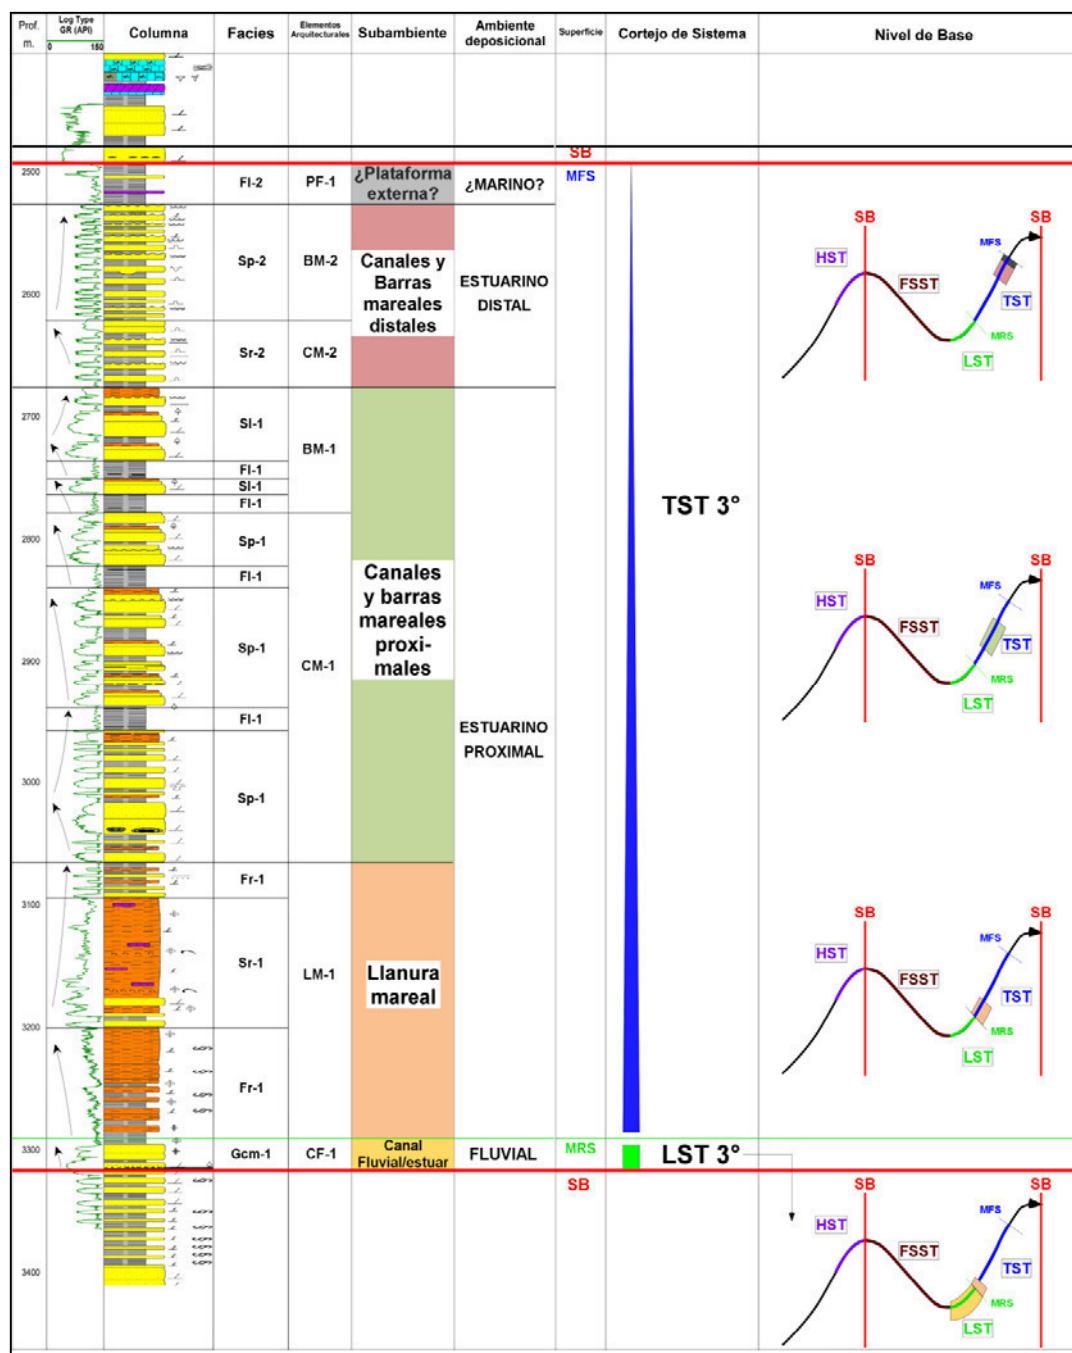 Prof.
m.
Log Type
GR (API)
0 150
Columna
Facies
Elementos
Arquitecturales
Subambiente
Ambiente
deposicional
Superficie
Cortejo de Sistema
Nivel de Base
SB
2500
Fl-2
PF-1
¿Plataforma
externa?
¿MARINO?
MFS
Sp-2
BM-2
Canales y
Barras
mareales
distales
ESTUARINO
DISTAL
2600
Sr-2
CM-2
SB
SB
MFS
HST
FSST
TST
MRS
LST
2700
Sl-1
BM-1
Fl-1
Sl-1
Fl-1
TST 3°
2800
Sp-1
Fl-1
Canales
y barras
mareales
proxi-
males
SB
SB
MFS
HST
FSST
TST
MRS
LST
2900
Sp-1
CM-1
Fl-1
ESTUARINO
PROXIMAL
3000
Sp-1
Fr-1
3100
Sr-1
LM-1
Llanura
mareal
SB
SB
MFS
HST
FSST
TST
MRS
LST
3200
Fr-1
3300
Gcm-1
CF-1
Canal
Fluvial/estuar
FLUVIAL
MRS
LST 3°
SB
SB
SB
MFS
HST
FSST
TST
MRS
LST
3400